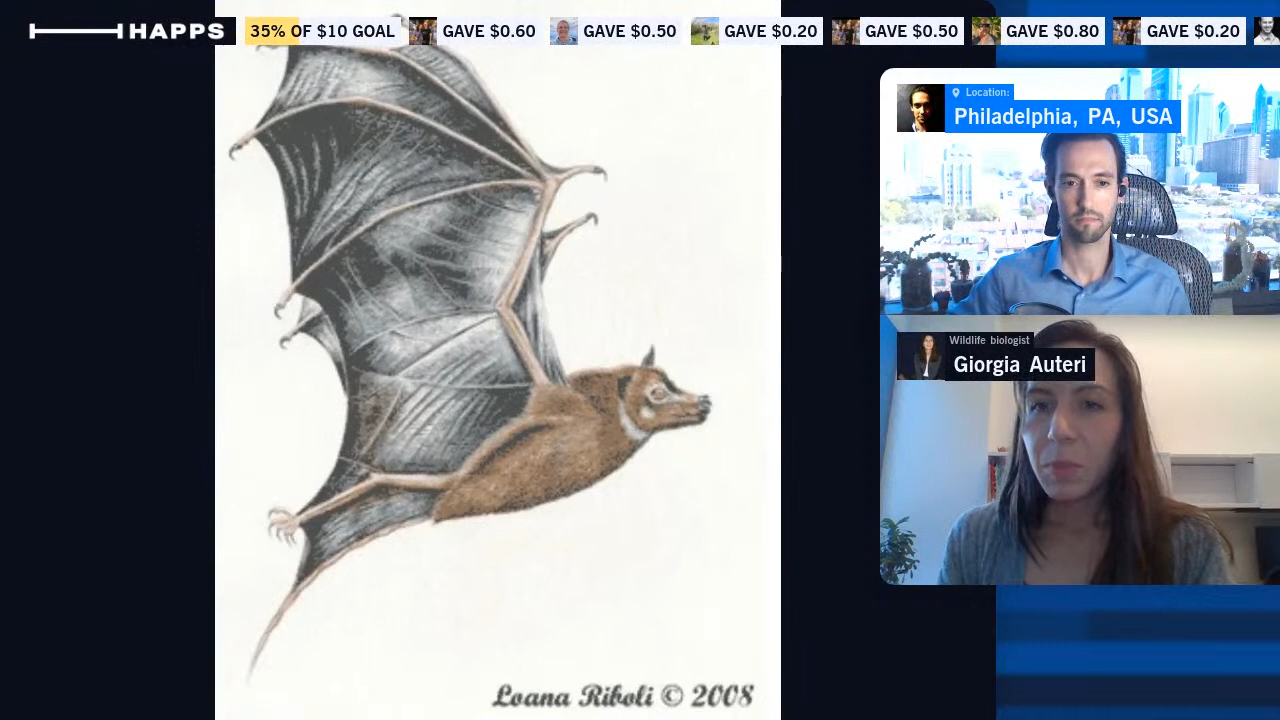 HAPPS
35% OF $10 GOAL
GAVE $0.60
GAVE $0.50
GAVE $0.20
GAVE $0.50
GAVE $0.80
GAVE $0.20
Location:
Philadelphia, PA, USA
Wildlife biologist
Giorgia Auteri
Loana Riboli © 2008